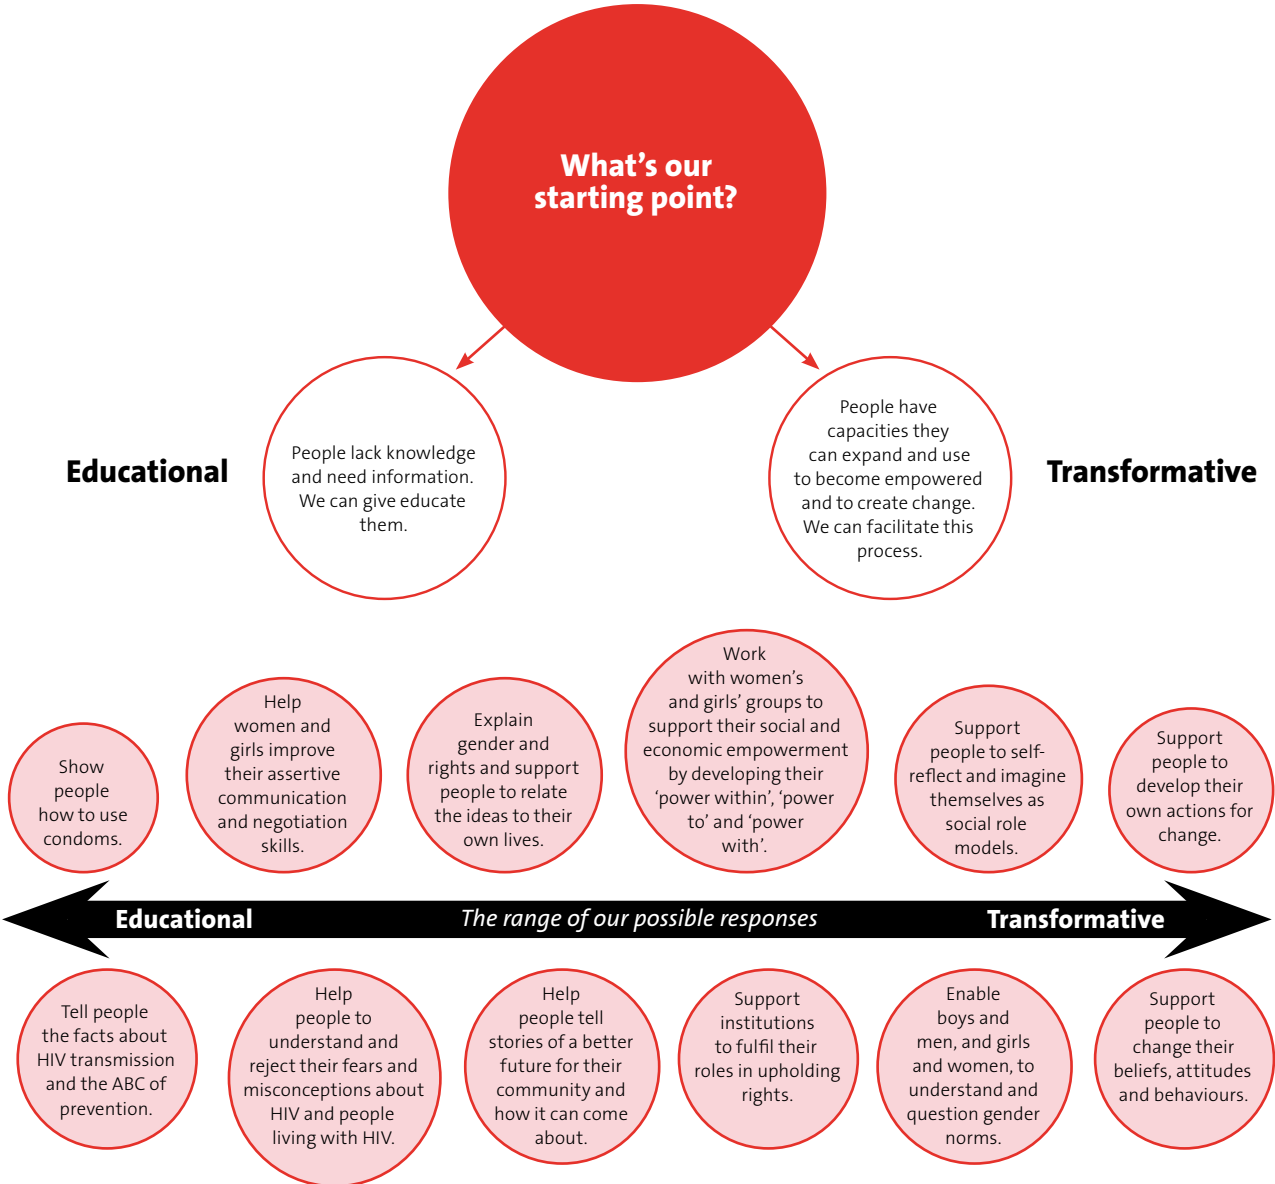 What's our
starting point?
Educational
People lack knowledge
and need information.
We can give educate
them.
People have
capacities they
can expand and use
to become empowered
and to create change.
We can facilitate this
process.
Transformative
Show
people
how to use
condoms.
Help
women and
girls improve
their assertive
communication
and negotiation
skills.
Explain
gender and
rights and support
people to relate
the ideas to their
own lives.
Work
with women's
and girls' groups to
support their social and
economic empowerment
by developing their
'power within', 'power
to' and 'power
with'.
Support
people to self-
reflect and imagine
themselves as
social role
models.
Support
people to
develop their
own actions for
change.
Educational
The range of our possible responses
Transformative
Tell people
the facts about
HIV transmission
and the ABC of
prevention.
Help
people to
understand and
reject their fears and
misconceptions about
HIV and people
living with HIV.
Help
people tell
stories of a better
future for their
community and
how it can come
about.
Support
institutions
to fulfil their
roles in upholding
rights.
Enable
boys and
men, and girls
and women, to
understand and
question gender
norms.
Support
people to
change their
beliefs, attitudes
and behaviours.